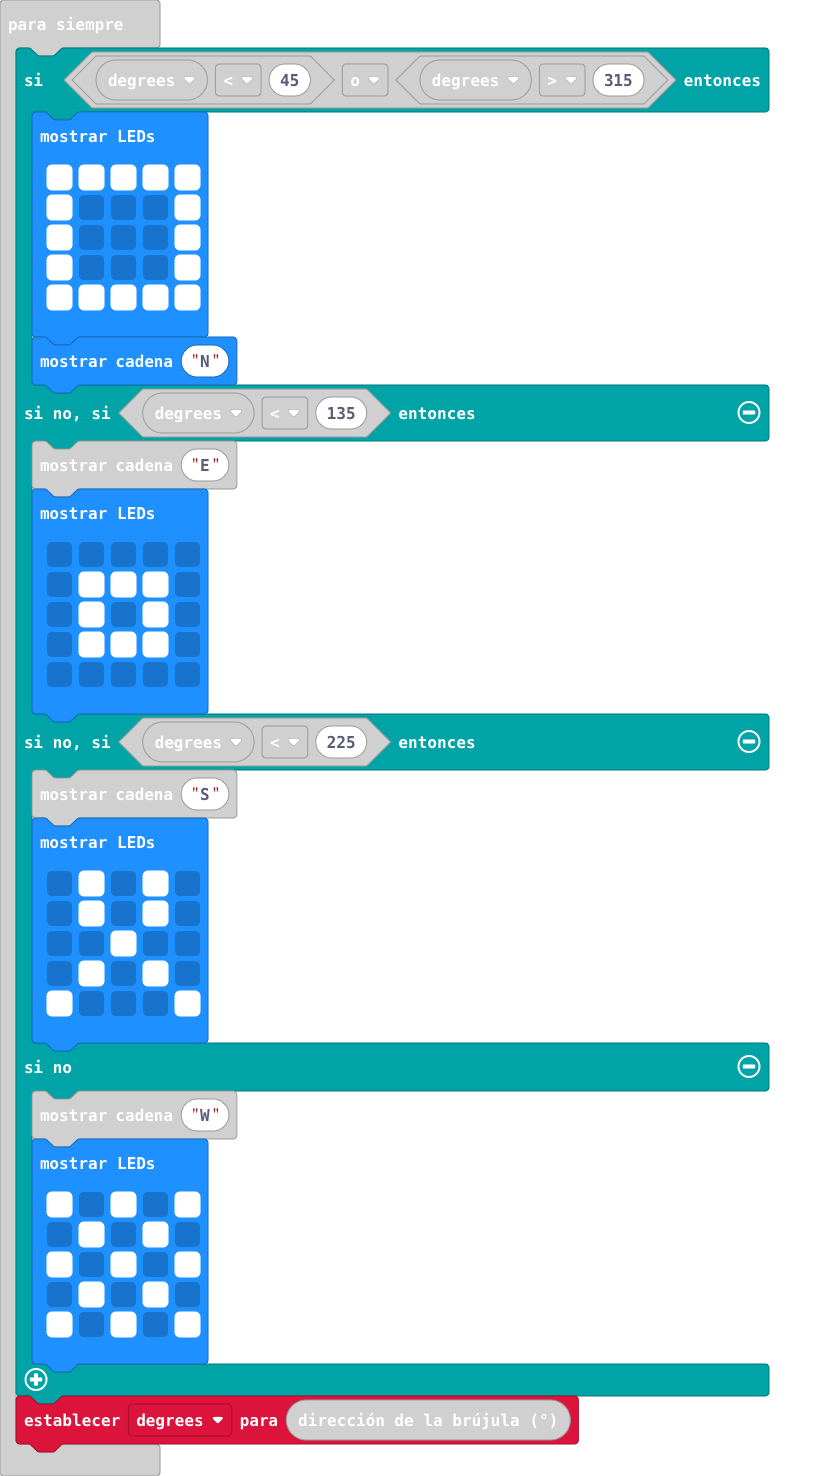 para siempre
si degrees < 45 o degrees > 315 entonces
mostrar LEDs
mostrar cadena "N"
si no, si degrees < 135 entonces
mostrar cadena "E"
mostrar LEDs
si no, si degrees < 225 entonces
mostrar cadena "S"
mostrar LEDs
si no
mostrar cadena "W"
mostrar LEDs
establecer degrees para dirección de la brújula (°)